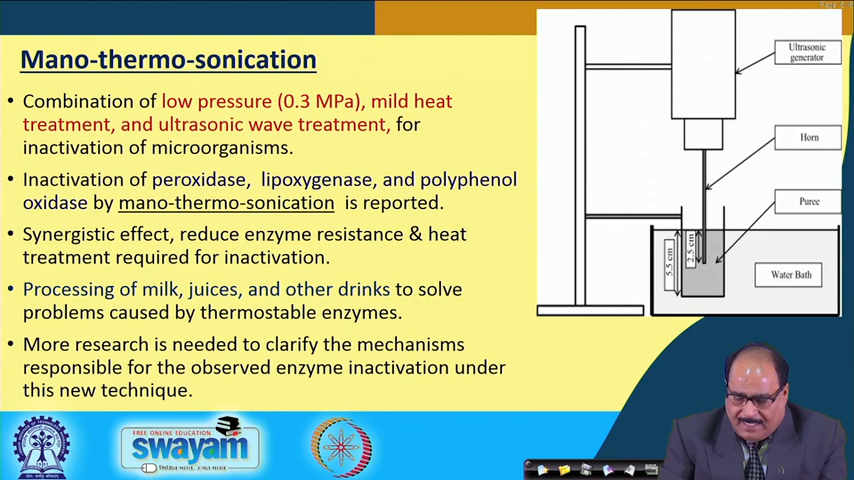 Mano-thermo-sonication
• Combination of low pressure (0.3 MPa), mild heat
treatment, and ultrasonic wave treatment, for
inactivation of microorganisms.
• Inactivation of peroxidase, lipoxygenase, and polyphenol
oxidase by mano-thermo-sonication is reported.
• Synergistic effect, reduce enzyme resistance & heat
treatment required for inactivation.
• Processing of milk, juices, and other drinks to solve
problems caused by thermostable enzymes.
• More research is needed to clarify the mechanisms
responsible for the observed enzyme inactivation under
this new technique.
Ultrasonic
generator
Horn
Puree
Water Bath
5.5 cm
2.5 cm
FREE ONLINE EDUCATION
swayam
शिक्षित भारत, उन्नत भारत